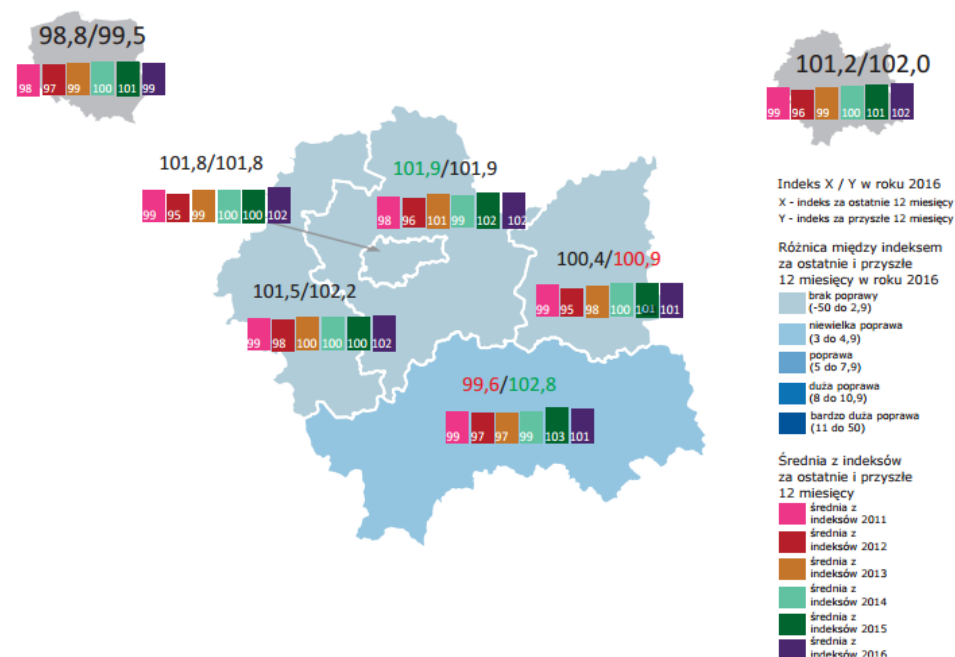 98,8/99,5
98 97 99 100 101 99
101,2/102,0
99 96 99 100 101 102
101,8/101,8
99 95 99 100 100 102
101,9/101,9
98 96 101 99 102 102
100,4/100,9
99 95 98 100 101 101
101,5/102,2
99 98 100 100 100 102
99,6/102,8
99 97 97 99 103 101
Indeks X / Y w roku 2016
X - indeks za ostatnie 12 miesięcy
Y - indeks za przyszłe 12 miesięcy
Różnica między indeksem
za ostatnie i przyszłe
12 miesięcy w roku 2016
brak poprawy
(-50 do 2,9)
niewielka poprawa
(3 do 4,9)
poprawa
(5 do 7,9)
duża poprawa
(8 do 10,9)
bardzo duża poprawa
(11 do 50)
Średnia z indeksów
za ostatnie i przyszłe
12 miesięcy
średnia z
indeksów 2011
średnia z
indeksów 2012
średnia z
indeksów 2013
średnia z
indeksów 2014
średnia z
indeksów 2015
średnia z
indeksów 2016